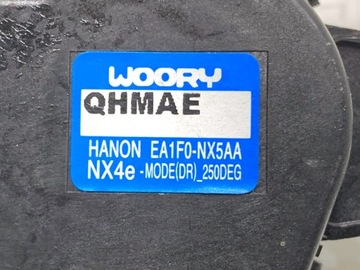 WOORY
QHMAE
HANON EA1F0-NX5AA
NX4e -MODE(DR)_250DEG